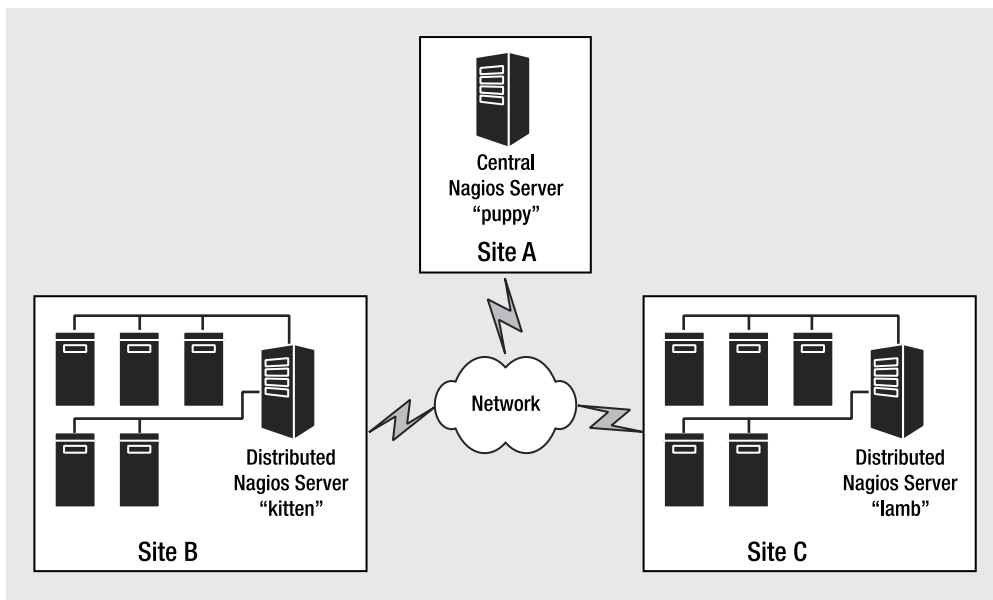 Central
Nagios Server
“puppy”
Site A
Network
Distributed
Nagios Server
“kitten”
Site B
Distributed
Nagios Server
“lamb”
Site C